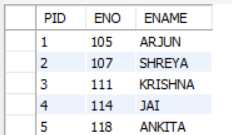 PID ENO ENAME
1 105 ARJUN
2 107 SHREYA
3 111 KRISHNA
4 114 JAI
5 118 ANKITA